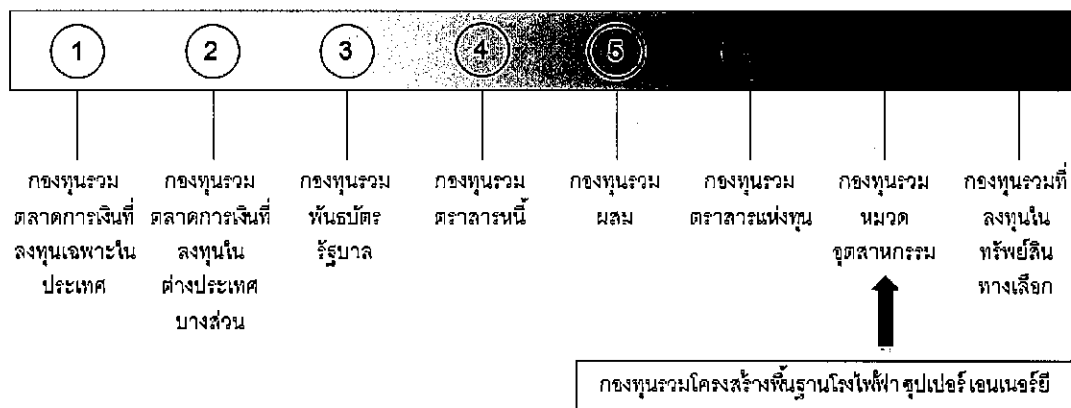 1 2 3 4 5
กองทุนรวม
ตลาดการเงินที่
ลงทุนเฉพาะใน
ประเทศ
กองทุนรวม
ตลาดการเงินที่
ลงทุนใน
ต่างประเทศ
บางส่วน
กองทุนรวม
พันธบัตร
รัฐบาล
กองทุนรวม
ตราสารหนี้
กองทุนรวม
ผสม
กองทุนรวม
ตราสารแห่งทุน
กองทุนรวม
หมวด
อุตสาหกรรม
กองทุนรวมที่
ลงทุนใน
ทรัพย์สิน
ทางเลือก
กองทุนรวมโครงสร้างพื้นฐานโรงไฟฟ้า ซุปเปอร์ เอนเนอร์ยี